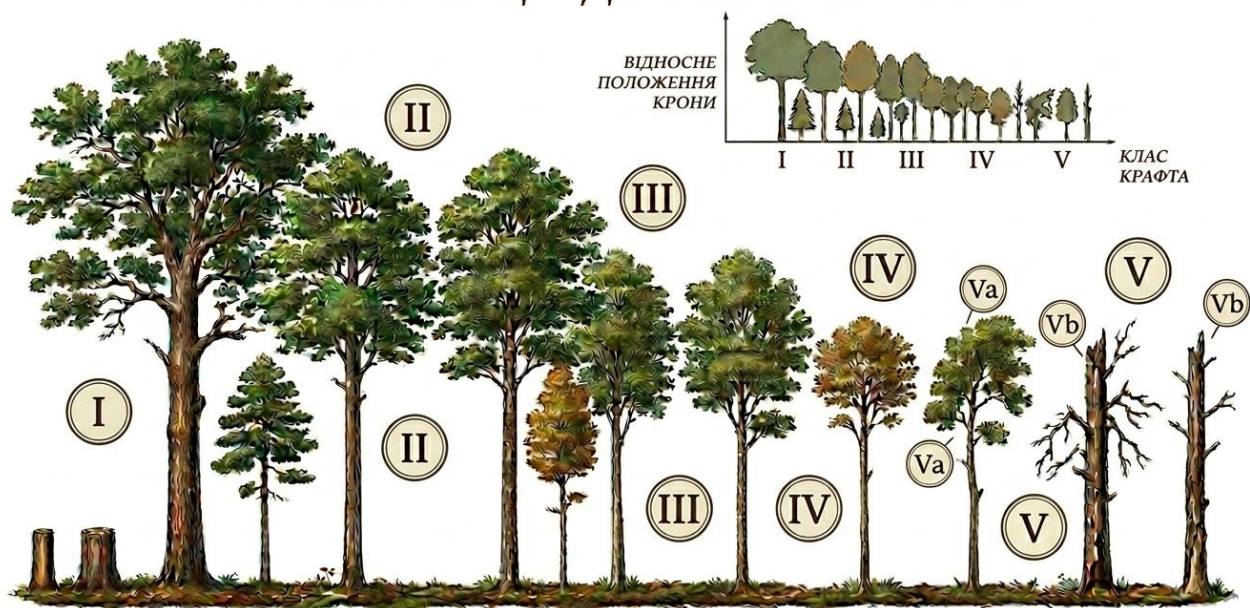 ВІДНОСНЕ
ПОЛОЖЕННЯ
КРОНИ
I II III IV V
КЛАС
КРАФТА
II
III
IV
V
Va
Vb
Vb
I
II
Va
III
IV
V